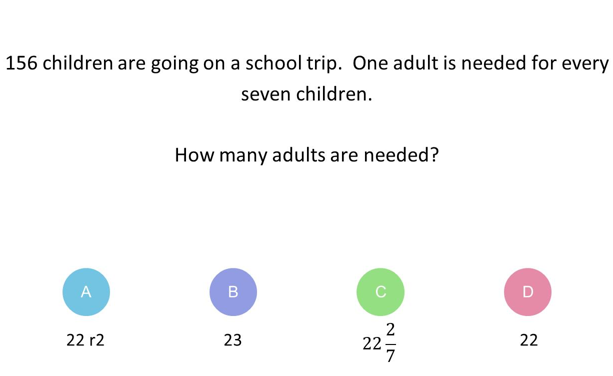 156 children are going on a school trip.  One adult is needed for every
seven children.
How many adults are needed?
A
B
C
D
22 r2
23
22 2/7
22